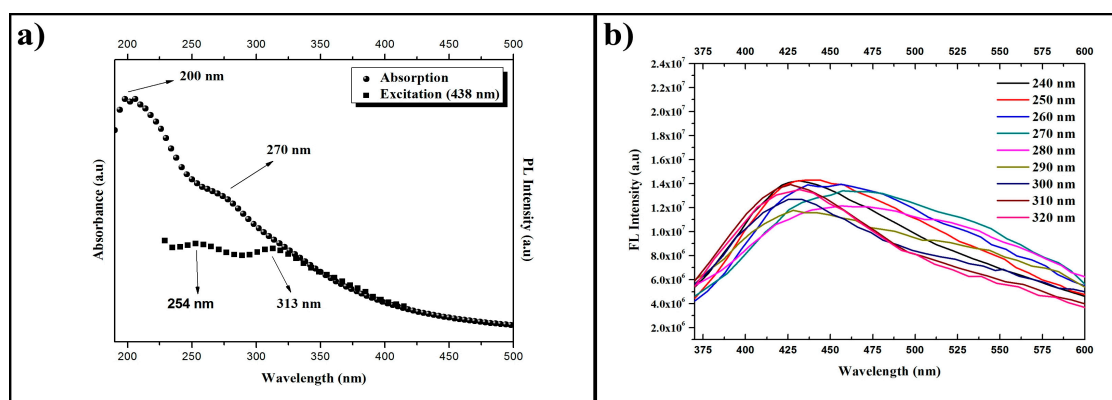 a)
200 250 300 350 400 450 500
200 nm
Absorption
Excitation (438 nm)
270 nm
Absorbance (a.u)
PL Intensity (a.u)
254 nm
313 nm
200 250 300 350 400 450 500
Wavelength (nm)
b)
375 400 425 450 475 500 525 550 575 600
2.4x10⁷
2.2x10⁷
2.0x10⁷
1.8x10⁷
1.6x10⁷
1.4x10⁷
1.2x10⁷
1.0x10⁷
8.0x10⁶
6.0x10⁶
4.0x10⁶
2.0x10⁶
FL Intensity (a.u)
240 nm
250 nm
260 nm
270 nm
280 nm
290 nm
300 nm
310 nm
320 nm
375 400 425 450 475 500 525 550 575 600
Wavelength (nm)